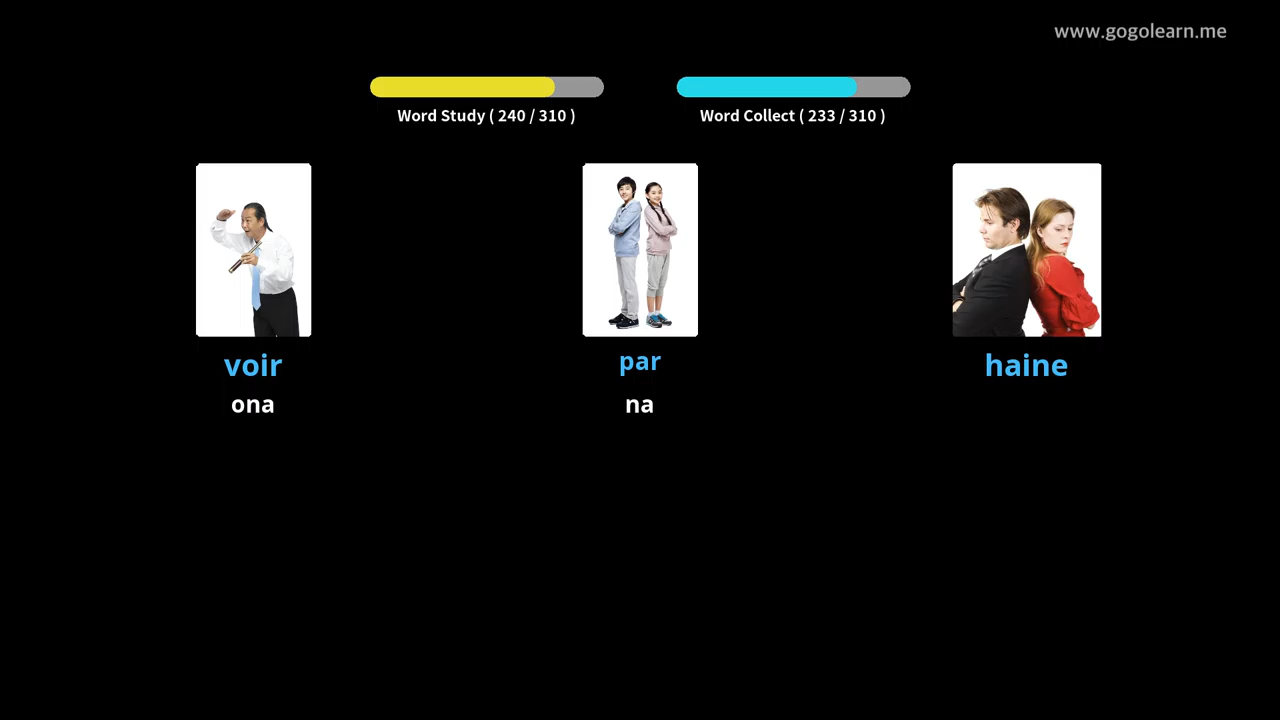 www.gogolearn.me
Word Study ( 240 / 310 )
Word Collect ( 233 / 310 )
voir
par
haine
ona
na